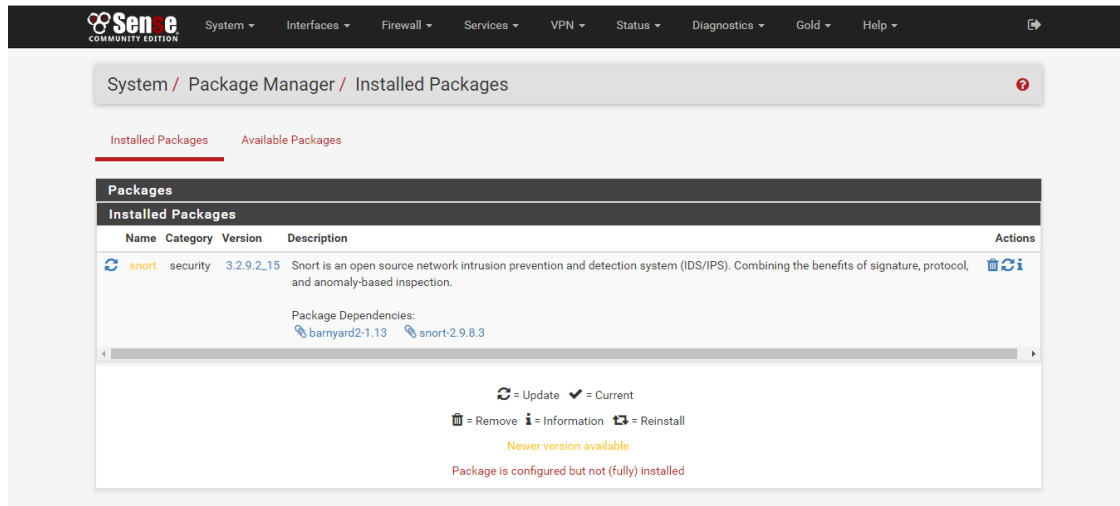 Sense
COMMUNITY EDITION
System Interfaces Firewall Services VPN Status Diagnostics Gold Help
System / Package Manager / Installed Packages
Installed Packages Available Packages
Packages
Installed Packages
Name Category Version Description Actions
snort security 3.2.9.2_15 Snort is an open source network intrusion prevention and detection system (IDS/IPS). Combining the benefits of signature, protocol,
and anomaly-based inspection.
Package Dependencies:
barnyard2-1.13 snort-2.9.8.3
= Update = Current
= Remove = Information = Reinstall
Newer version available
Package is configured but not (fully) installed